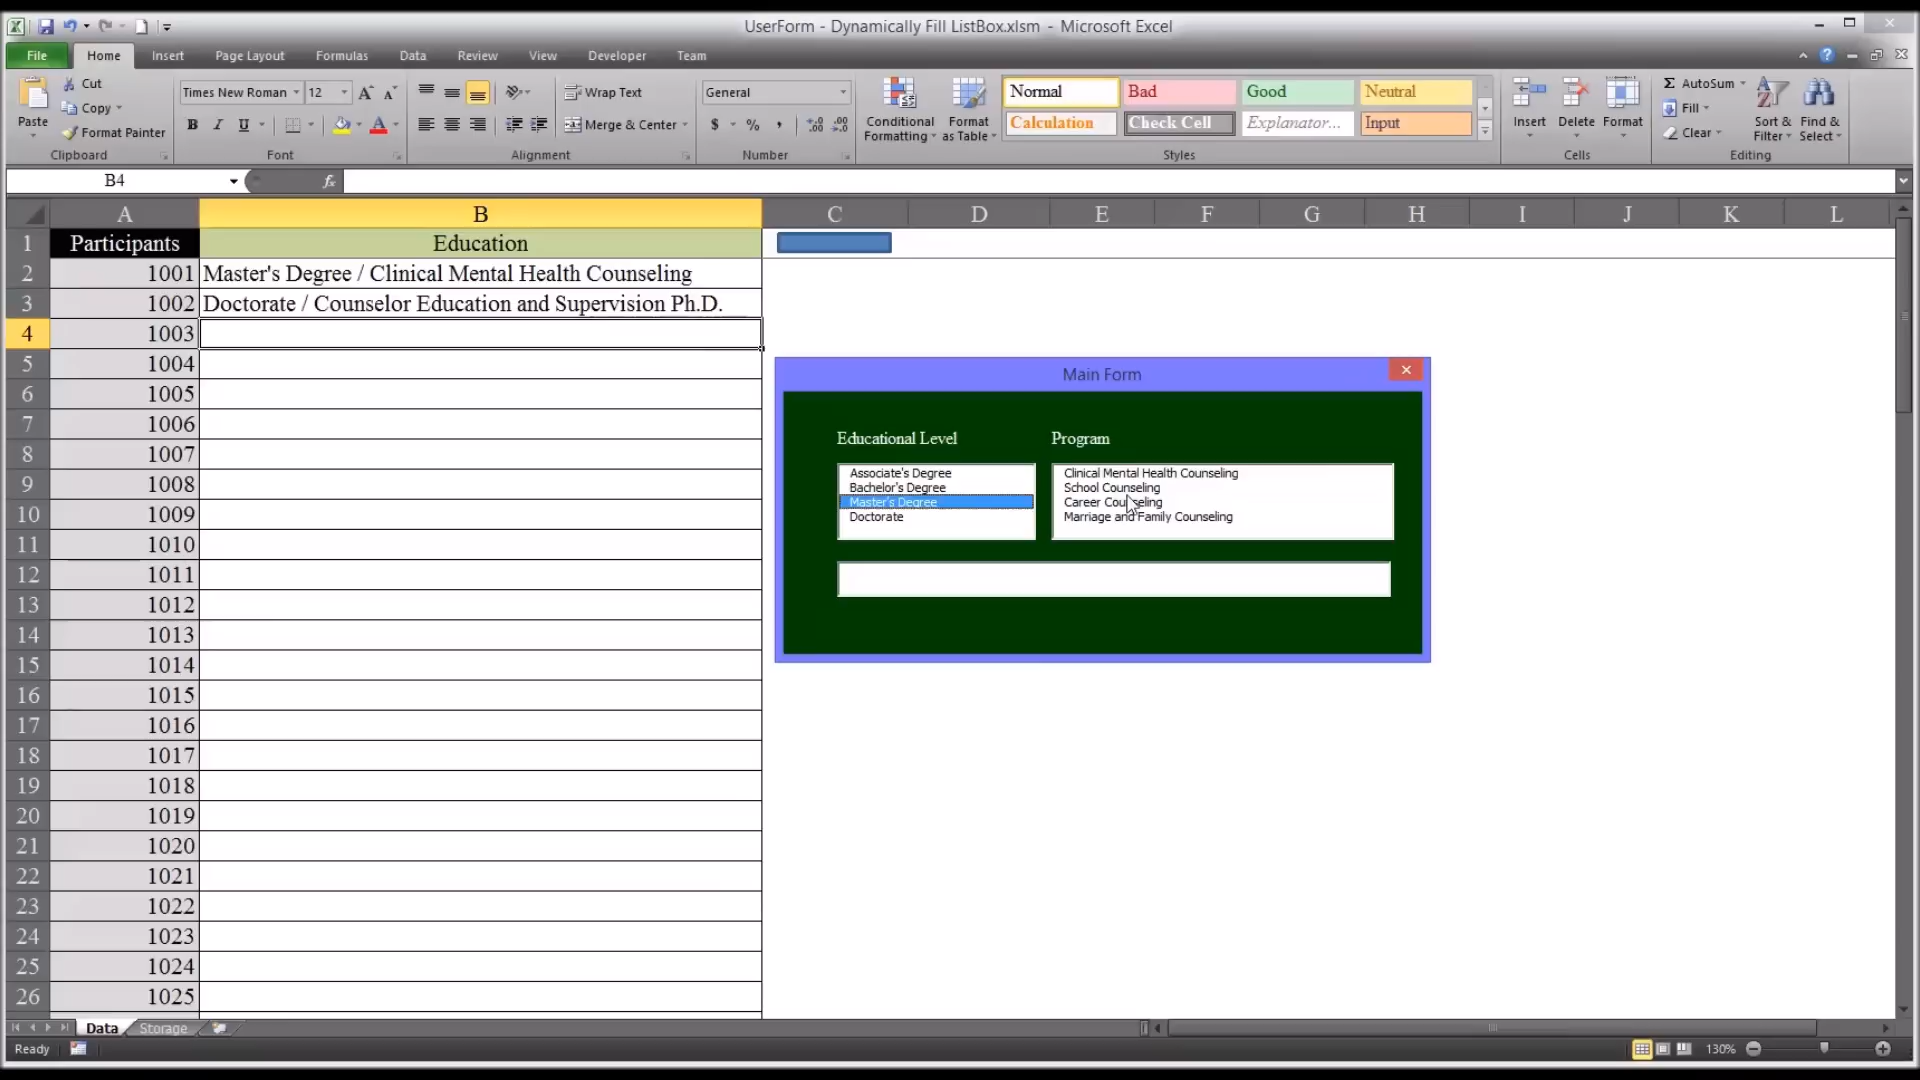 UserForm - Dynamically Fill ListBox.xlsm - Microsoft Excel
File Home Insert Page Layout Formulas Data Review View Developer Team
Paste
Cut
Copy
Format Painter
Clipboard
Times New Roman 12
B I U
Font
Wrap Text
Merge & Center
Alignment
General
$ % ,
Number
Conditional Formatting
Format as Table
Normal Bad Good Neutral
Calculation Check Cell Explanator... Input
Styles
Insert Delete Format
Cells
Σ AutoSum
Fill
Clear
Sort & Filter
Find & Select
Editing
B4 fx
A B C D E F G H I J K L
1 Participants Education
2 1001 Master's Degree / Clinical Mental Health Counseling
3 1002 Doctorate / Counselor Education and Supervision Ph.D.
4 1003
5 1004
6 1005
7 1006
8 1007
9 1008
10 1009
11 1010
12 1011
13 1012
14 1013
15 1014
16 1015
17 1016
18 1017
19 1018
20 1019
21 1020
22 1021
23 1022
24 1023
25 1024
26 1025
Main Form
Educational Level Program
Associate's Degree
Bachelor's Degree
Master's Degree
Doctorate
Clinical Mental Health Counseling
School Counseling
Career Counseling
Marriage and Family Counseling
Data Storage
Ready 130%